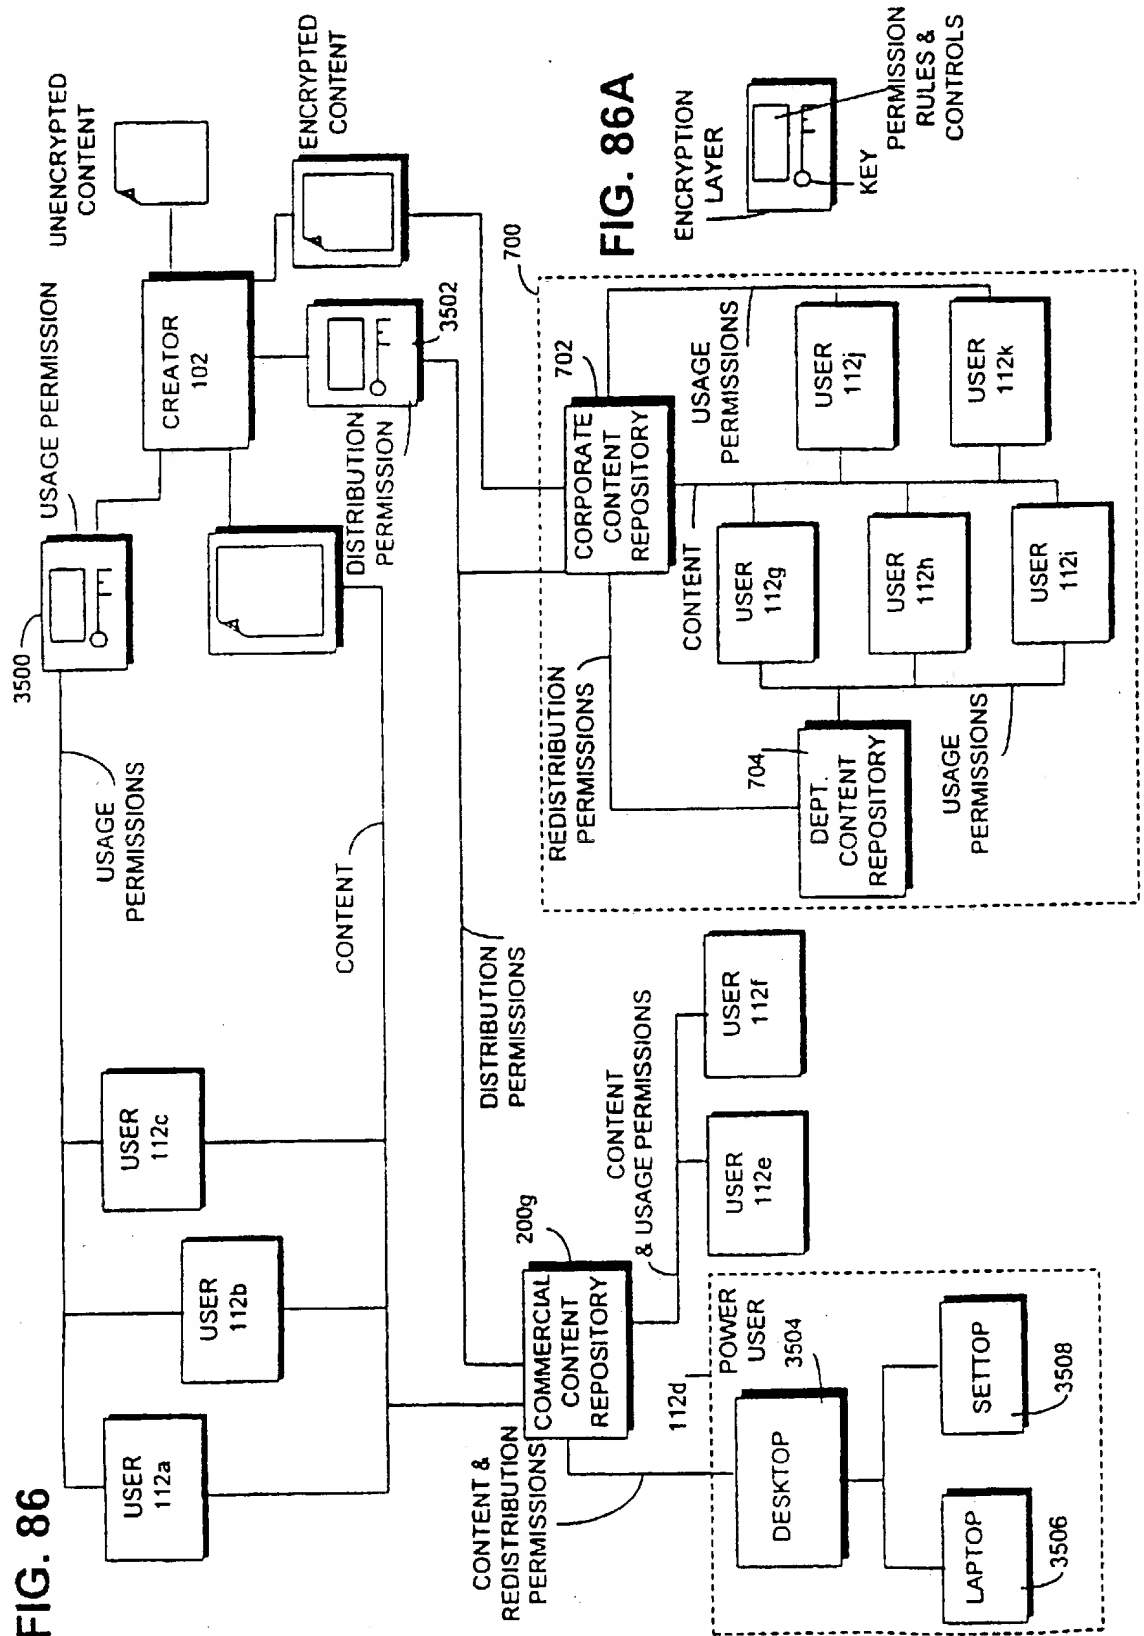 FIG. 86
USER
112a
USER
112b
USER
112c
USAGE
PERMISSIONS
3500
USAGE PERMISSION
CREATOR
102
UNENCRYPTED
CONTENT
ENCRYPTED
CONTENT
CONTENT
DISTRIBUTION
PERMISSION
3502
DISTRIBUTION
PERMISSIONS
CONTENT &
REDISTRIBUTION
PERMISSIONS
COMMERCIAL
CONTENT
REPOSITORY
200g
CONTENT
& USAGE PERMISSIONS
USER
112e
USER
112f
112d
POWER
USER
3504
DESKTOP
LAPTOP
3506
SETTOP
3508
700
CORPORATE
CONTENT
REPOSITORY
702
REDISTRIBUTION
PERMISSIONS
704
DEPT.
CONTENT
REPOSITORY
CONTENT
USAGE
PERMISSIONS
USER
112g
USER
112h
USER
112i
USER
112j
USER
112k
USAGE
PERMISSIONS
FIG. 86A
ENCRYPTION
LAYER
KEY
PERMISSION
RULES &
CONTROLS